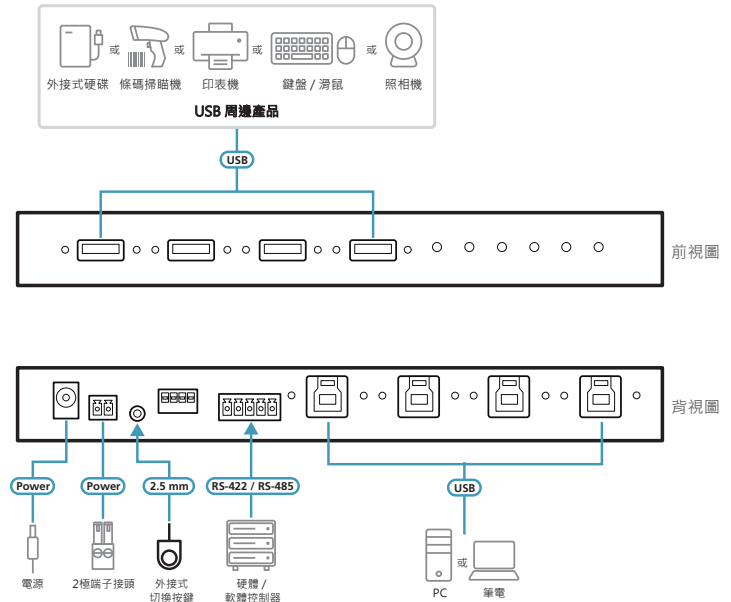 或
或
或
或
外接式硬碟
條碼掃瞄機
印表機
鍵盤 / 滑鼠
照相機
USB 周邊產品
USB
前視圖
背視圖
Power
Power
2.5 mm
RS-422 / RS-485
USB
或
電源
2極端子接頭
外接式
切換按鍵
硬體 /
軟體控制器
PC
筆電